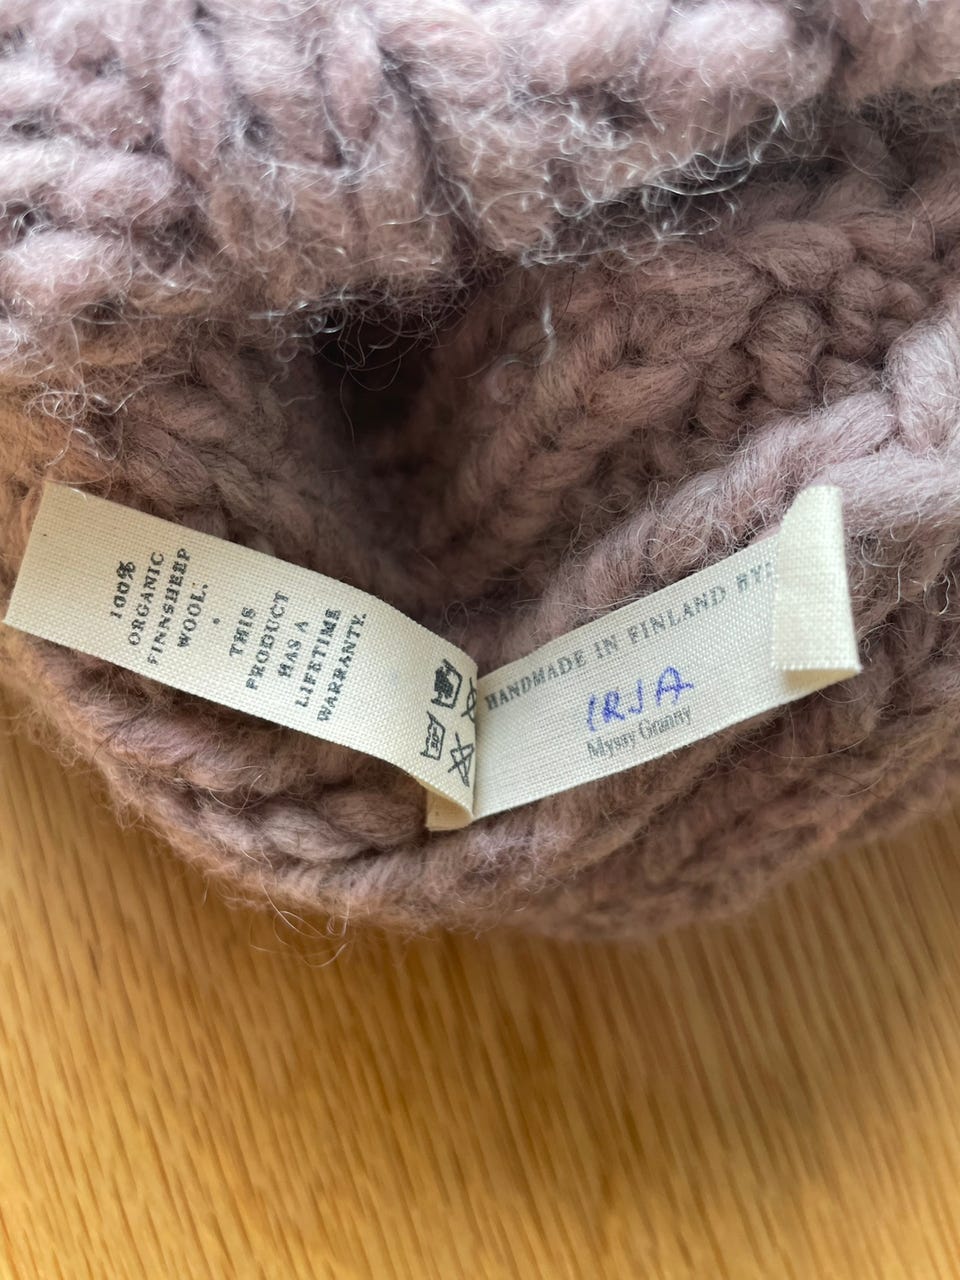 100%
ORGANIC
FINNSHEEP
WOOL.
•
THIS
PRODUCT
HAS A
LIFETIME
WARRANTY.
HANDMADE IN FINLAND BY:
IRJA
Myssy Granny